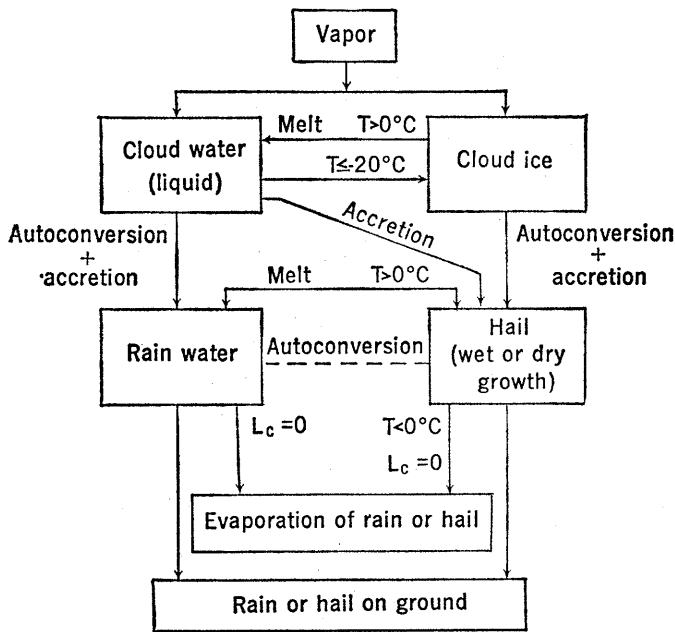 Vapor
Melt T>0°C
Cloud water
(liquid)
T≤-20°C
Cloud ice
Accretion
Autoconversion
+
accretion
Autoconversion
+
accretion
Melt T>0°C
Rain water
Autoconversion
Hail
(wet or dry
growth)
Lc=0
T<0°C
Lc=0
Evaporation of rain or hail
Rain or hail on ground